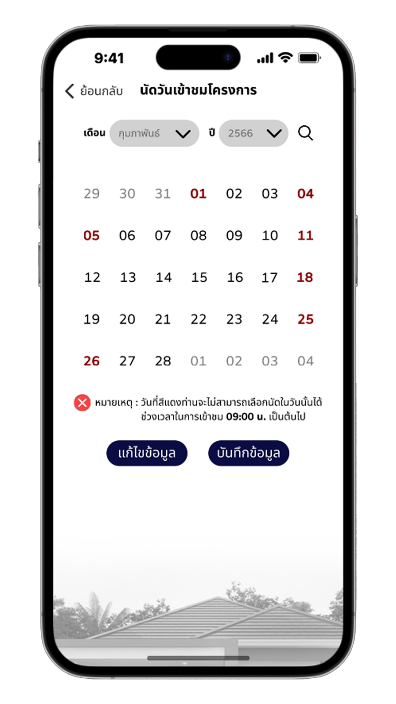 9:41
ย้อนกลับ นัดวันเข้าชมโครงการ
เดือน กุมภาพันธ์ ปี 2566
29 30 31 01 02 03 04
05 06 07 08 09 10 11
12 13 14 15 16 17 18
19 20 21 22 23 24 25
26 27 28 01 02 03 04
หมายเหตุ : วันที่สีแดงท่านจะไม่สามารถเลือกนัดในวันนั้นได้
ช่วงเวลาในการเข้าชม 09:00 น. เป็นต้นไป
แก้ไขข้อมูล บันทึกข้อมูล